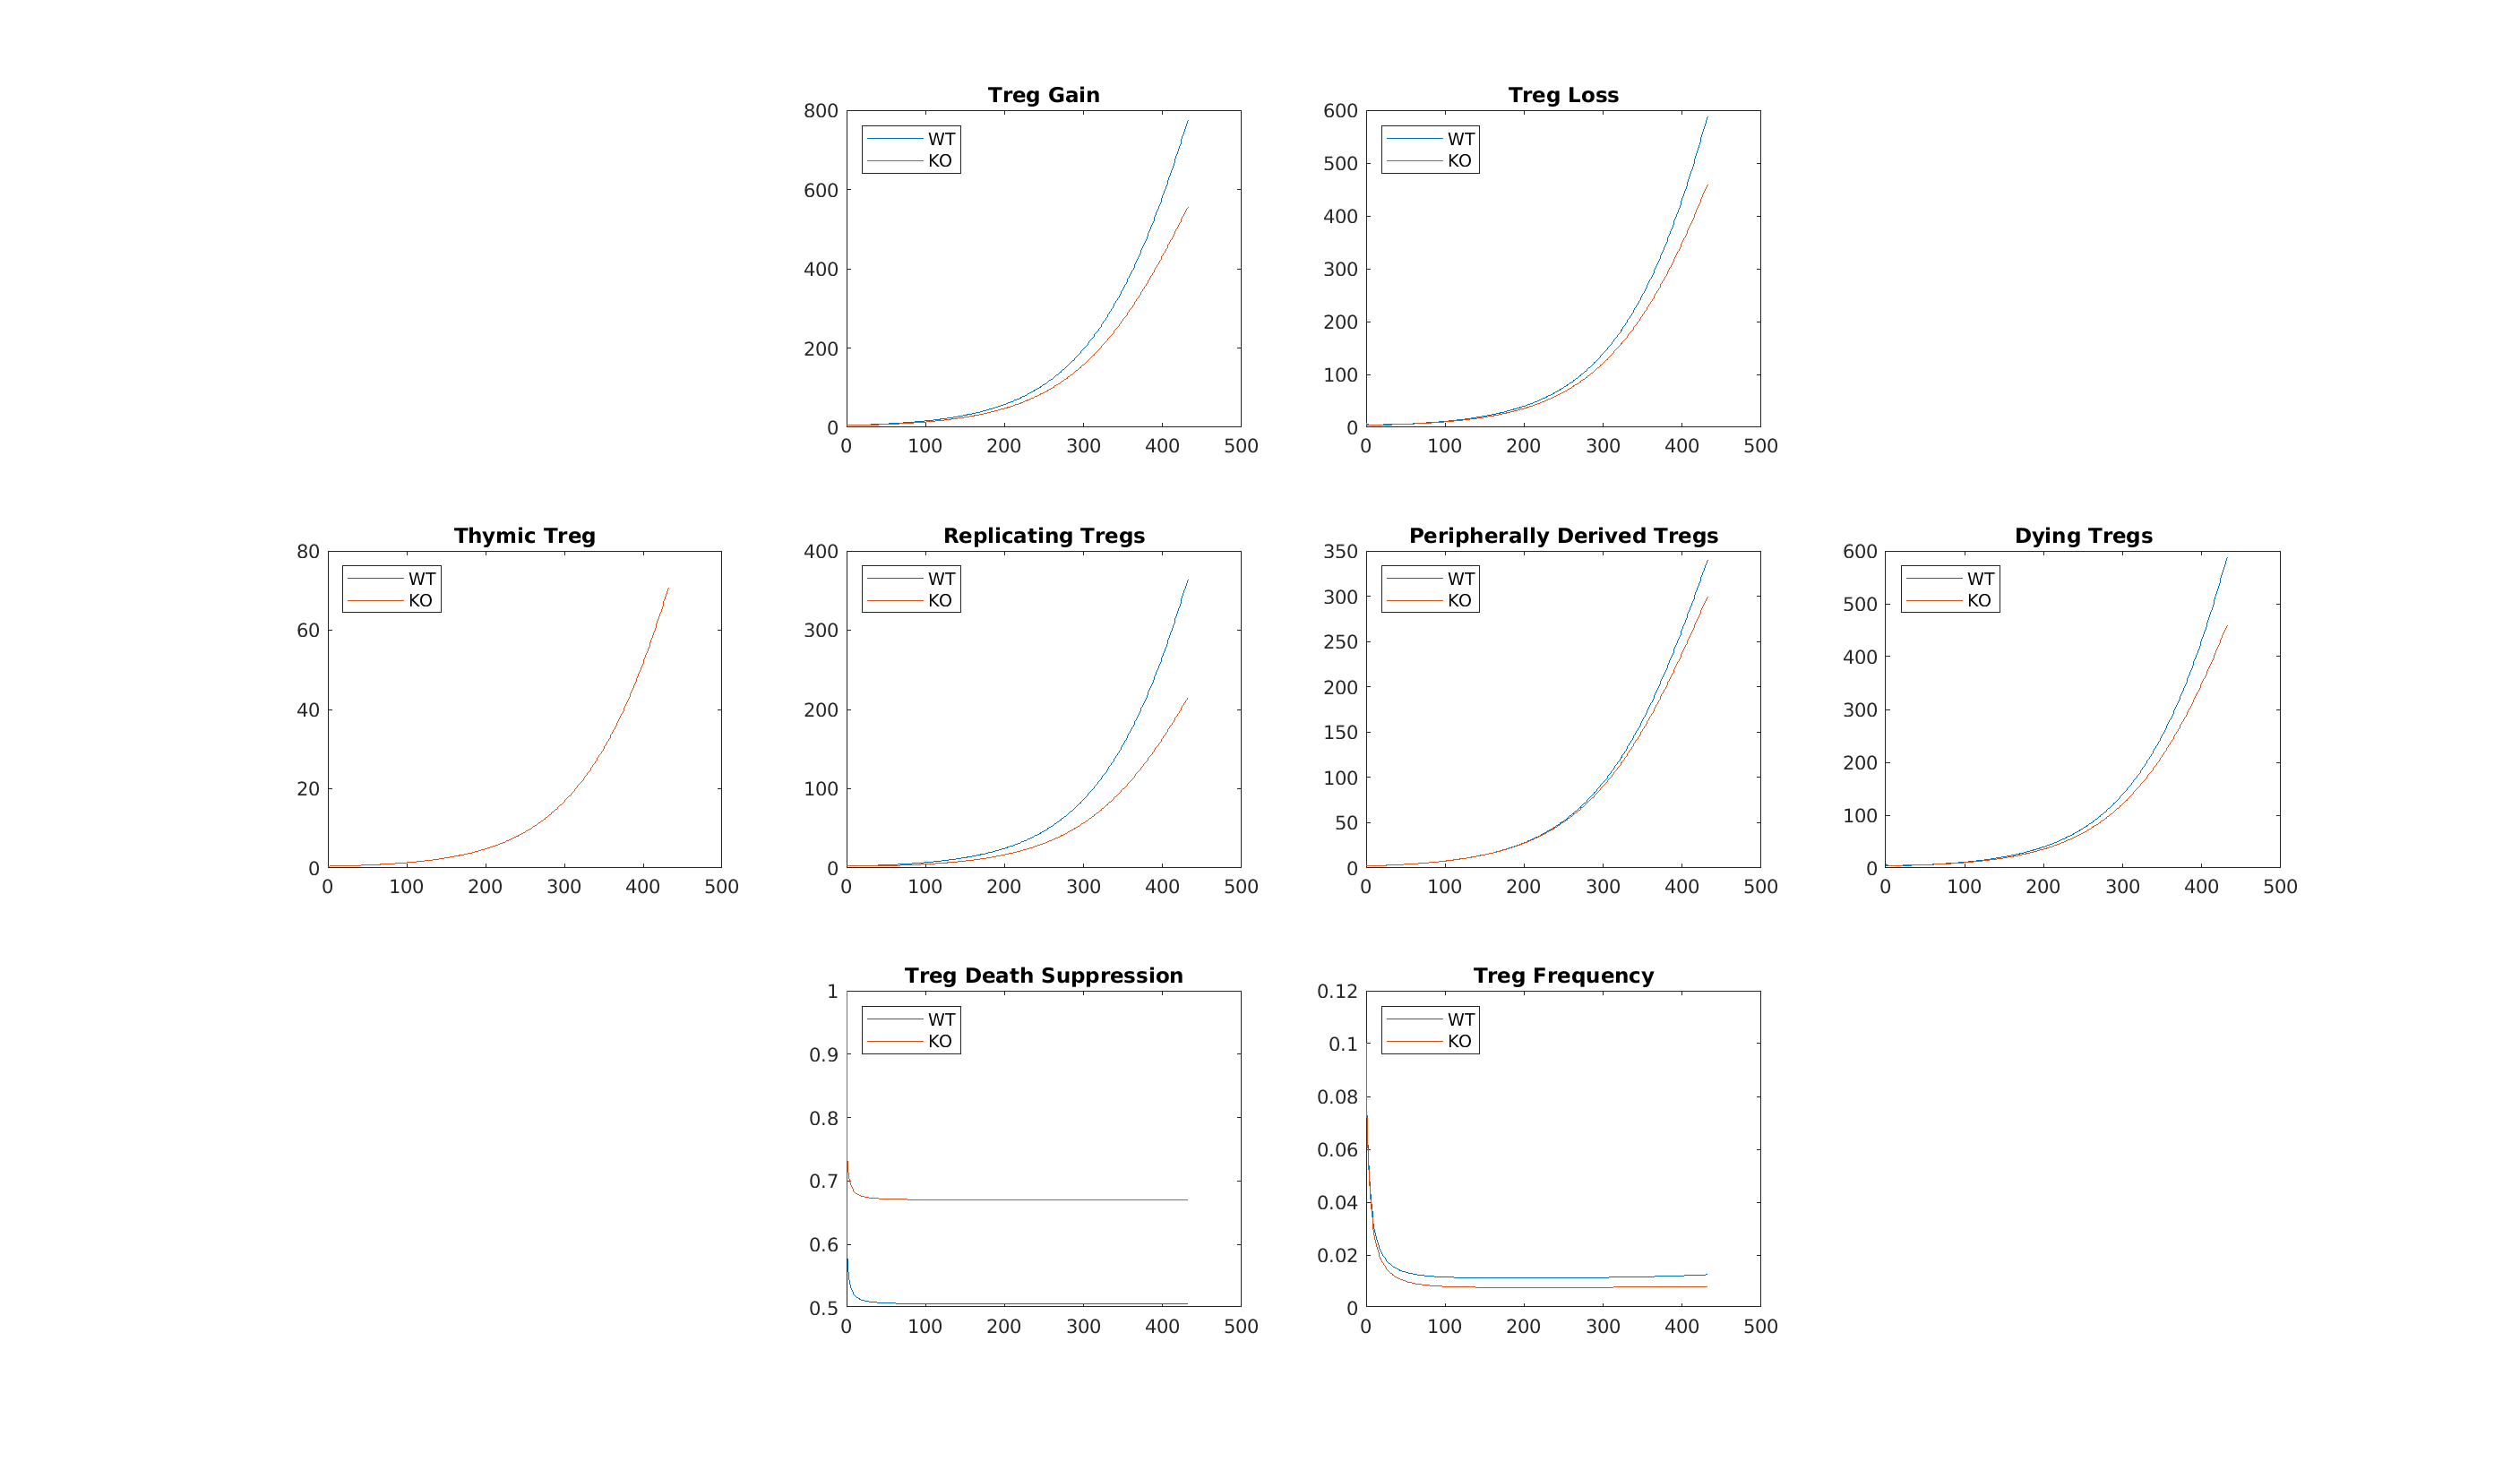 Treg Gain
800
600
400
200
0
0 100 200 300 400 500
WT
KO
Treg Loss
600
500
400
300
200
100
0
0 100 200 300 400 500
WT
KO
Thymic Treg
80
60
40
20
0
0 100 200 300 400 500
WT
KO
Replicating Tregs
400
300
200
100
0
0 100 200 300 400 500
WT
KO
Peripherally Derived Tregs
350
300
250
200
150
100
50
0
0 100 200 300 400 500
WT
KO
Dying Tregs
600
500
400
300
200
100
0
0 100 200 300 400 500
WT
KO
Treg Death Suppression
1
0.9
0.8
0.7
0.6
0.5
0 100 200 300 400 500
WT
KO
Treg Frequency
0.12
0.1
0.08
0.06
0.04
0.02
0
0 100 200 300 400 500
WT
KO